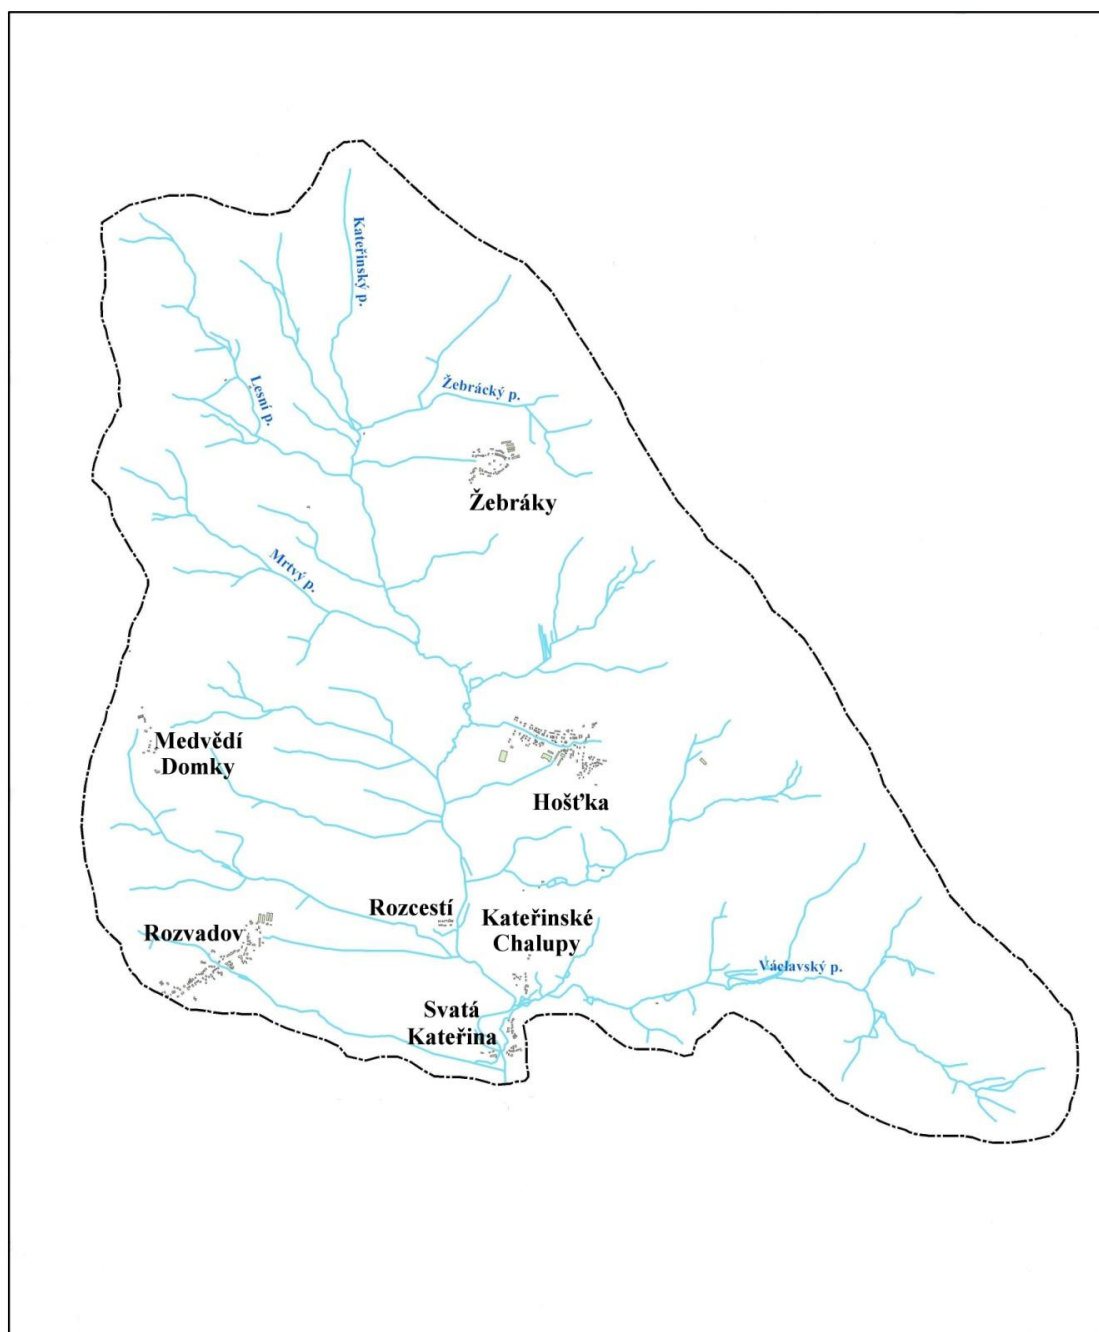 Kateřinský p.
Žebrácký p.
Lesní p.
Žebráky
Mrtvý p.
Medvědí
Domky
Hošťka
Rozcestí
Kateřinské
Chalupy
Rozvadov
Václavský p.
Svatá
Kateřina